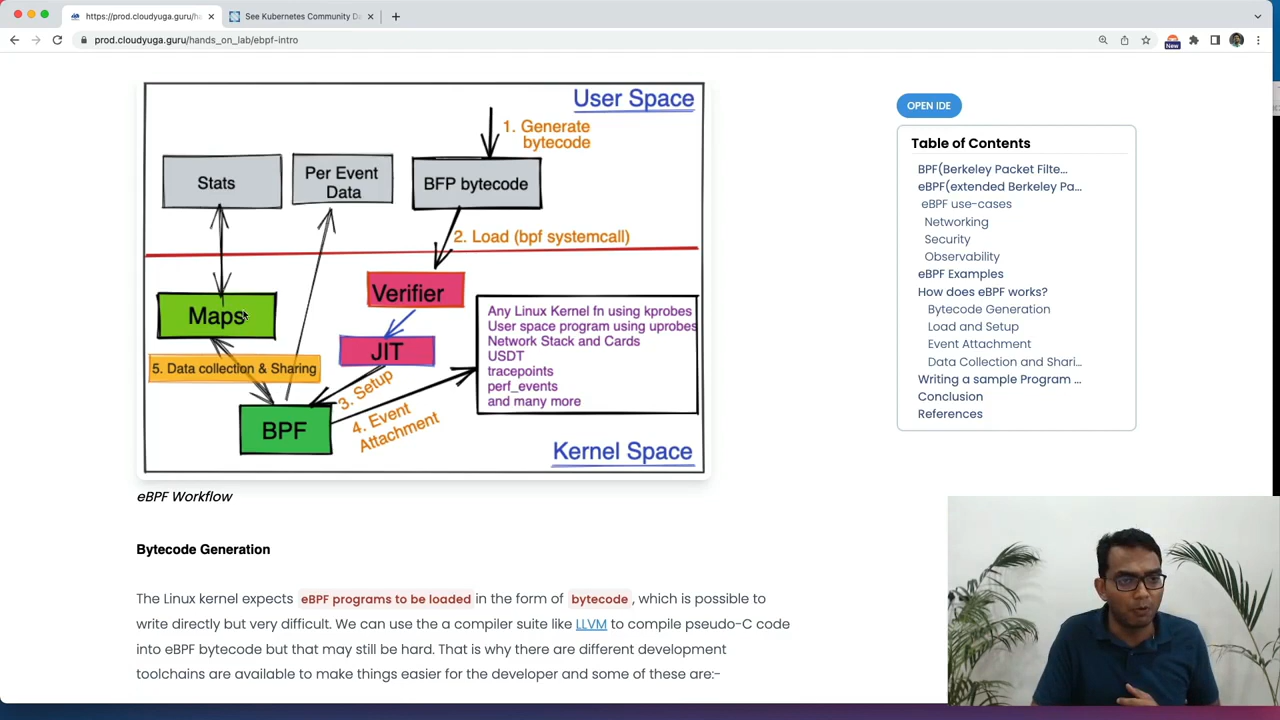 https://prod.cloudyuga.guru/h
See Kubernetes Community D
prod.cloudyuga.guru/hands_on_lab/ebpf-intro
New
User Space
1. Generate
bytecode
Stats
Per Event
Data
BFP bytecode
2. Load (bpf systemcall)
Verifier
Maps
Any Linux Kernel fn using kprobes
User space program using uprobes
Network Stack and Cards
USDT
tracepoints
perf_events
and many more
JIT
5. Data collection & Sharing
3. Setup
4. Event
Attachment
BPF
Kernel Space
eBPF Workflow
Bytecode Generation
The Linux kernel expects eBPF programs to be loaded in the form of bytecode, which is possible to
write directly but very difficult. We can use the a compiler suite like LLVM to compile pseudo-C code
into eBPF bytecode but that may still be hard. That is why there are different development
toolchains are available to make things easier for the developer and some of these are:-
OPEN IDE
Table of Contents
BPF(Berkeley Packet Filte...
eBPF(extended Berkeley Pa...
eBPF use-cases
Networking
Security
Observability
eBPF Examples
How does eBPF works?
Bytecode Generation
Load and Setup
Event Attachment
Data Collection and Shari...
Writing a sample Program ...
Conclusion
References